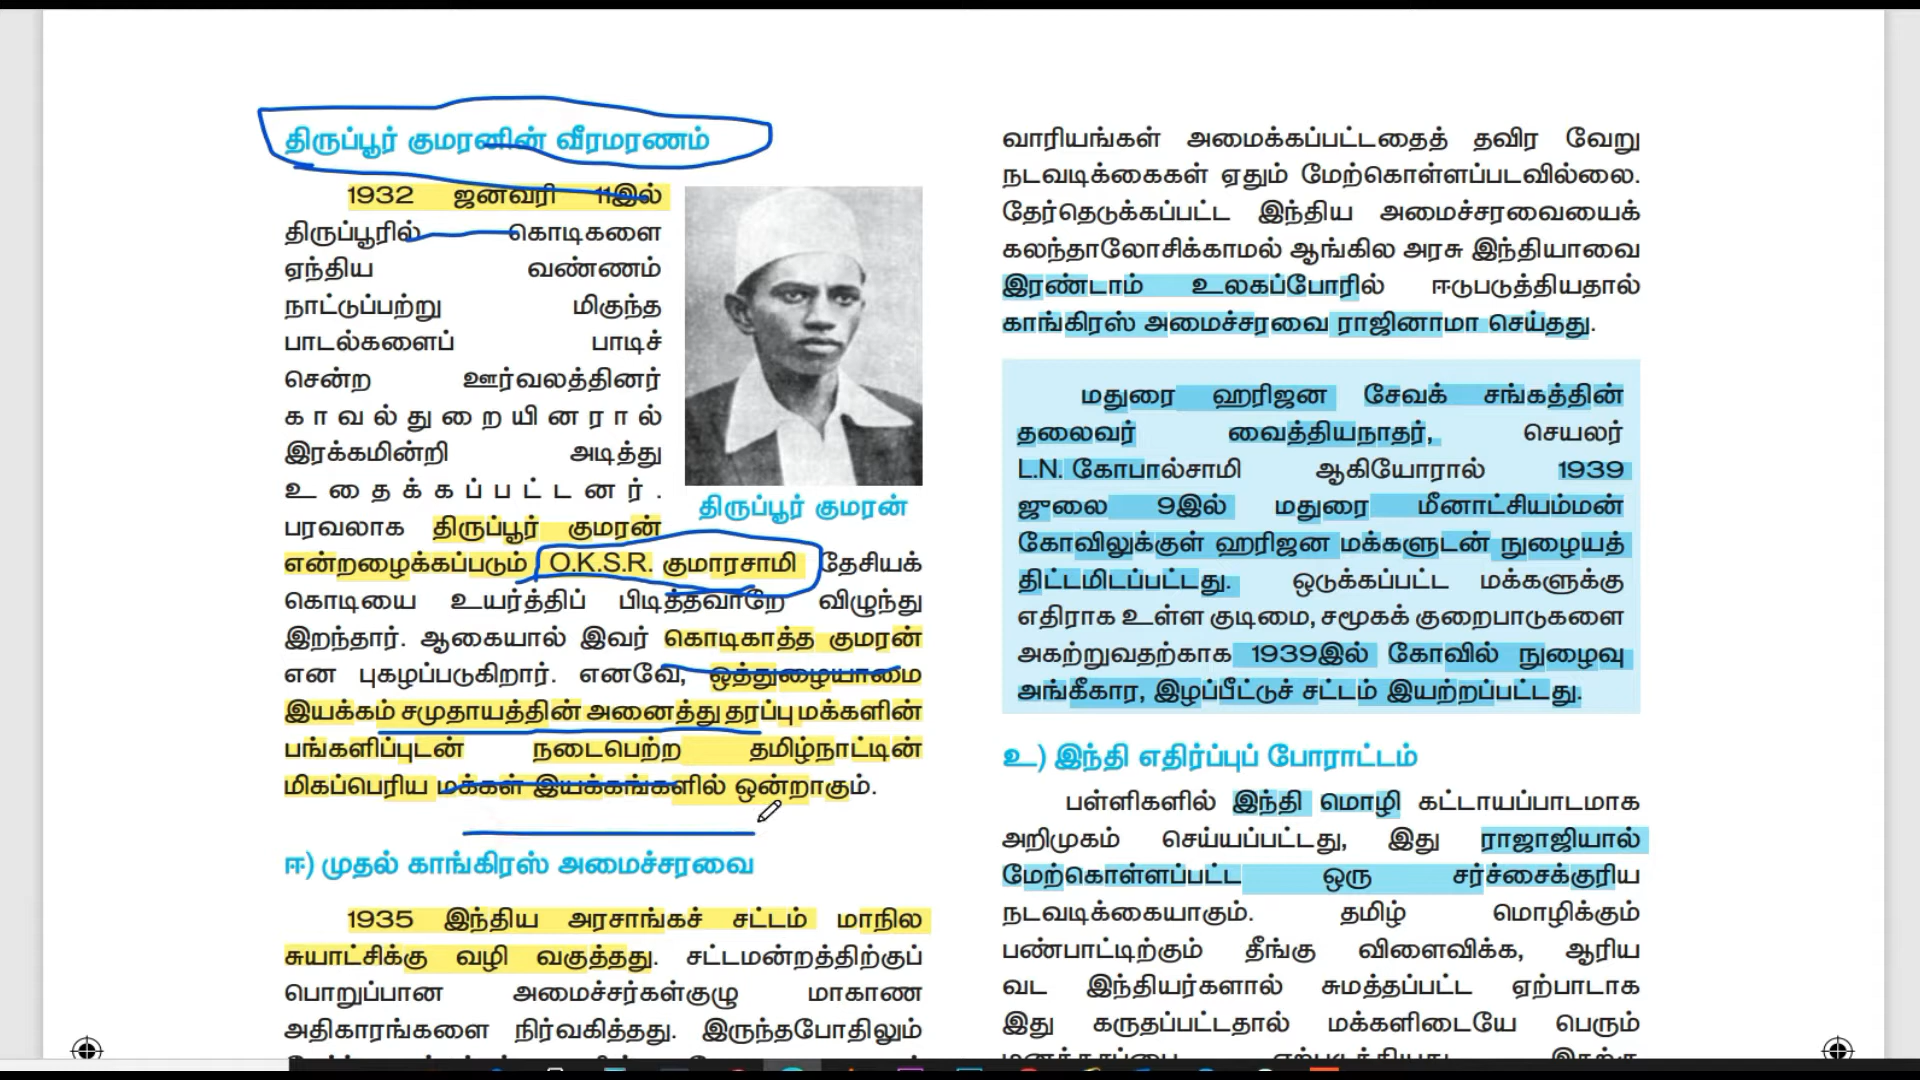 திருப்பூர் குமரனின் வீரமரணம்
1932 ஜனவரி 11இல்
திருப்பூரில் கொடிகளை
ஏந்திய வண்ணம்
நாட்டுப்பற்று மிகுந்த
பாடல்களைப் பாடிச்
சென்ற ஊர்வலத்தினர்
காவல்துறையினரால்
இரக்கமின்றி அடித்து
உதைக்கப்பட்டனர்.
பரவலாக திருப்பூர் குமரன்
என்றழைக்கப்படும் O.K.S.R. குமாரசாமி தேசியக்
கொடியை உயர்த்திப் பிடித்தவாறே விழுந்து
இறந்தார். ஆகையால் இவர் கொடிகாத்த குமரன்
என புகழப்படுகிறார். எனவே, ஒத்துழையாமை
இயக்கம் சமுதாயத்தின் அனைத்து தரப்பு மக்களின்
பங்களிப்புடன் நடைபெற்ற தமிழ்நாட்டின்
மிகப்பெரிய மக்கள் இயக்கங்களில் ஒன்றாகும்.
திருப்பூர் குமரன்
ஈ) முதல் காங்கிரஸ் அமைச்சரவை
1935 இந்திய அரசாங்கச் சட்டம் மாநில
சுயாட்சிக்கு வழி வகுத்தது. சட்டமன்றத்திற்குப்
பொறுப்பான அமைச்சர்கள்குழு மாகாண
அதிகாரங்களை நிர்வகித்தது. இருந்தபோதிலும்
வாரியங்கள் அமைக்கப்பட்டதைத் தவிர வேறு
நடவடிக்கைகள் ஏதும் மேற்கொள்ளப்படவில்லை.
தேர்தெடுக்கப்பட்ட இந்திய அமைச்சரவையைக்
கலந்தாலோசிக்காமல் ஆங்கில அரசு இந்தியாவை
இரண்டாம் உலகப்போரில் ஈடுபடுத்தியதால்
காங்கிரஸ் அமைச்சரவை ராஜினாமா செய்தது.
மதுரை ஹரிஜன சேவக் சங்கத்தின்
தலைவர் வைத்தியநாதர், செயலர்
L.N. கோபால்சாமி ஆகியோரால் 1939
ஜுலை 9இல் மதுரை மீனாட்சியம்மன்
கோவிலுக்குள் ஹரிஜன மக்களுடன் நுழையத்
திட்டமிடப்பட்டது. ஒடுக்கப்பட்ட மக்களுக்கு
எதிராக உள்ள குடிமை, சமூகக் குறைபாடுகளை
அகற்றுவதற்காக 1939இல் கோவில் நுழைவு
அங்கீகார, இழப்பீட்டுச் சட்டம் இயற்றப்பட்டது.
உ) இந்தி எதிர்ப்புப் போராட்டம்
பள்ளிகளில் இந்தி மொழி கட்டாயப்பாடமாக
அறிமுகம் செய்யப்பட்டது, இது ராஜாஜியால்
மேற்கொள்ளப்பட்ட ஒரு சர்ச்சைக்குரிய
நடவடிக்கையாகும். தமிழ் மொழிக்கும்
பண்பாட்டிற்கும் தீங்கு விளைவிக்க, ஆரிய
வட இந்தியர்களால் சுமத்தப்பட்ட ஏற்பாடாக
இது கருதப்பட்டதால் மக்களிடையே பெரும்